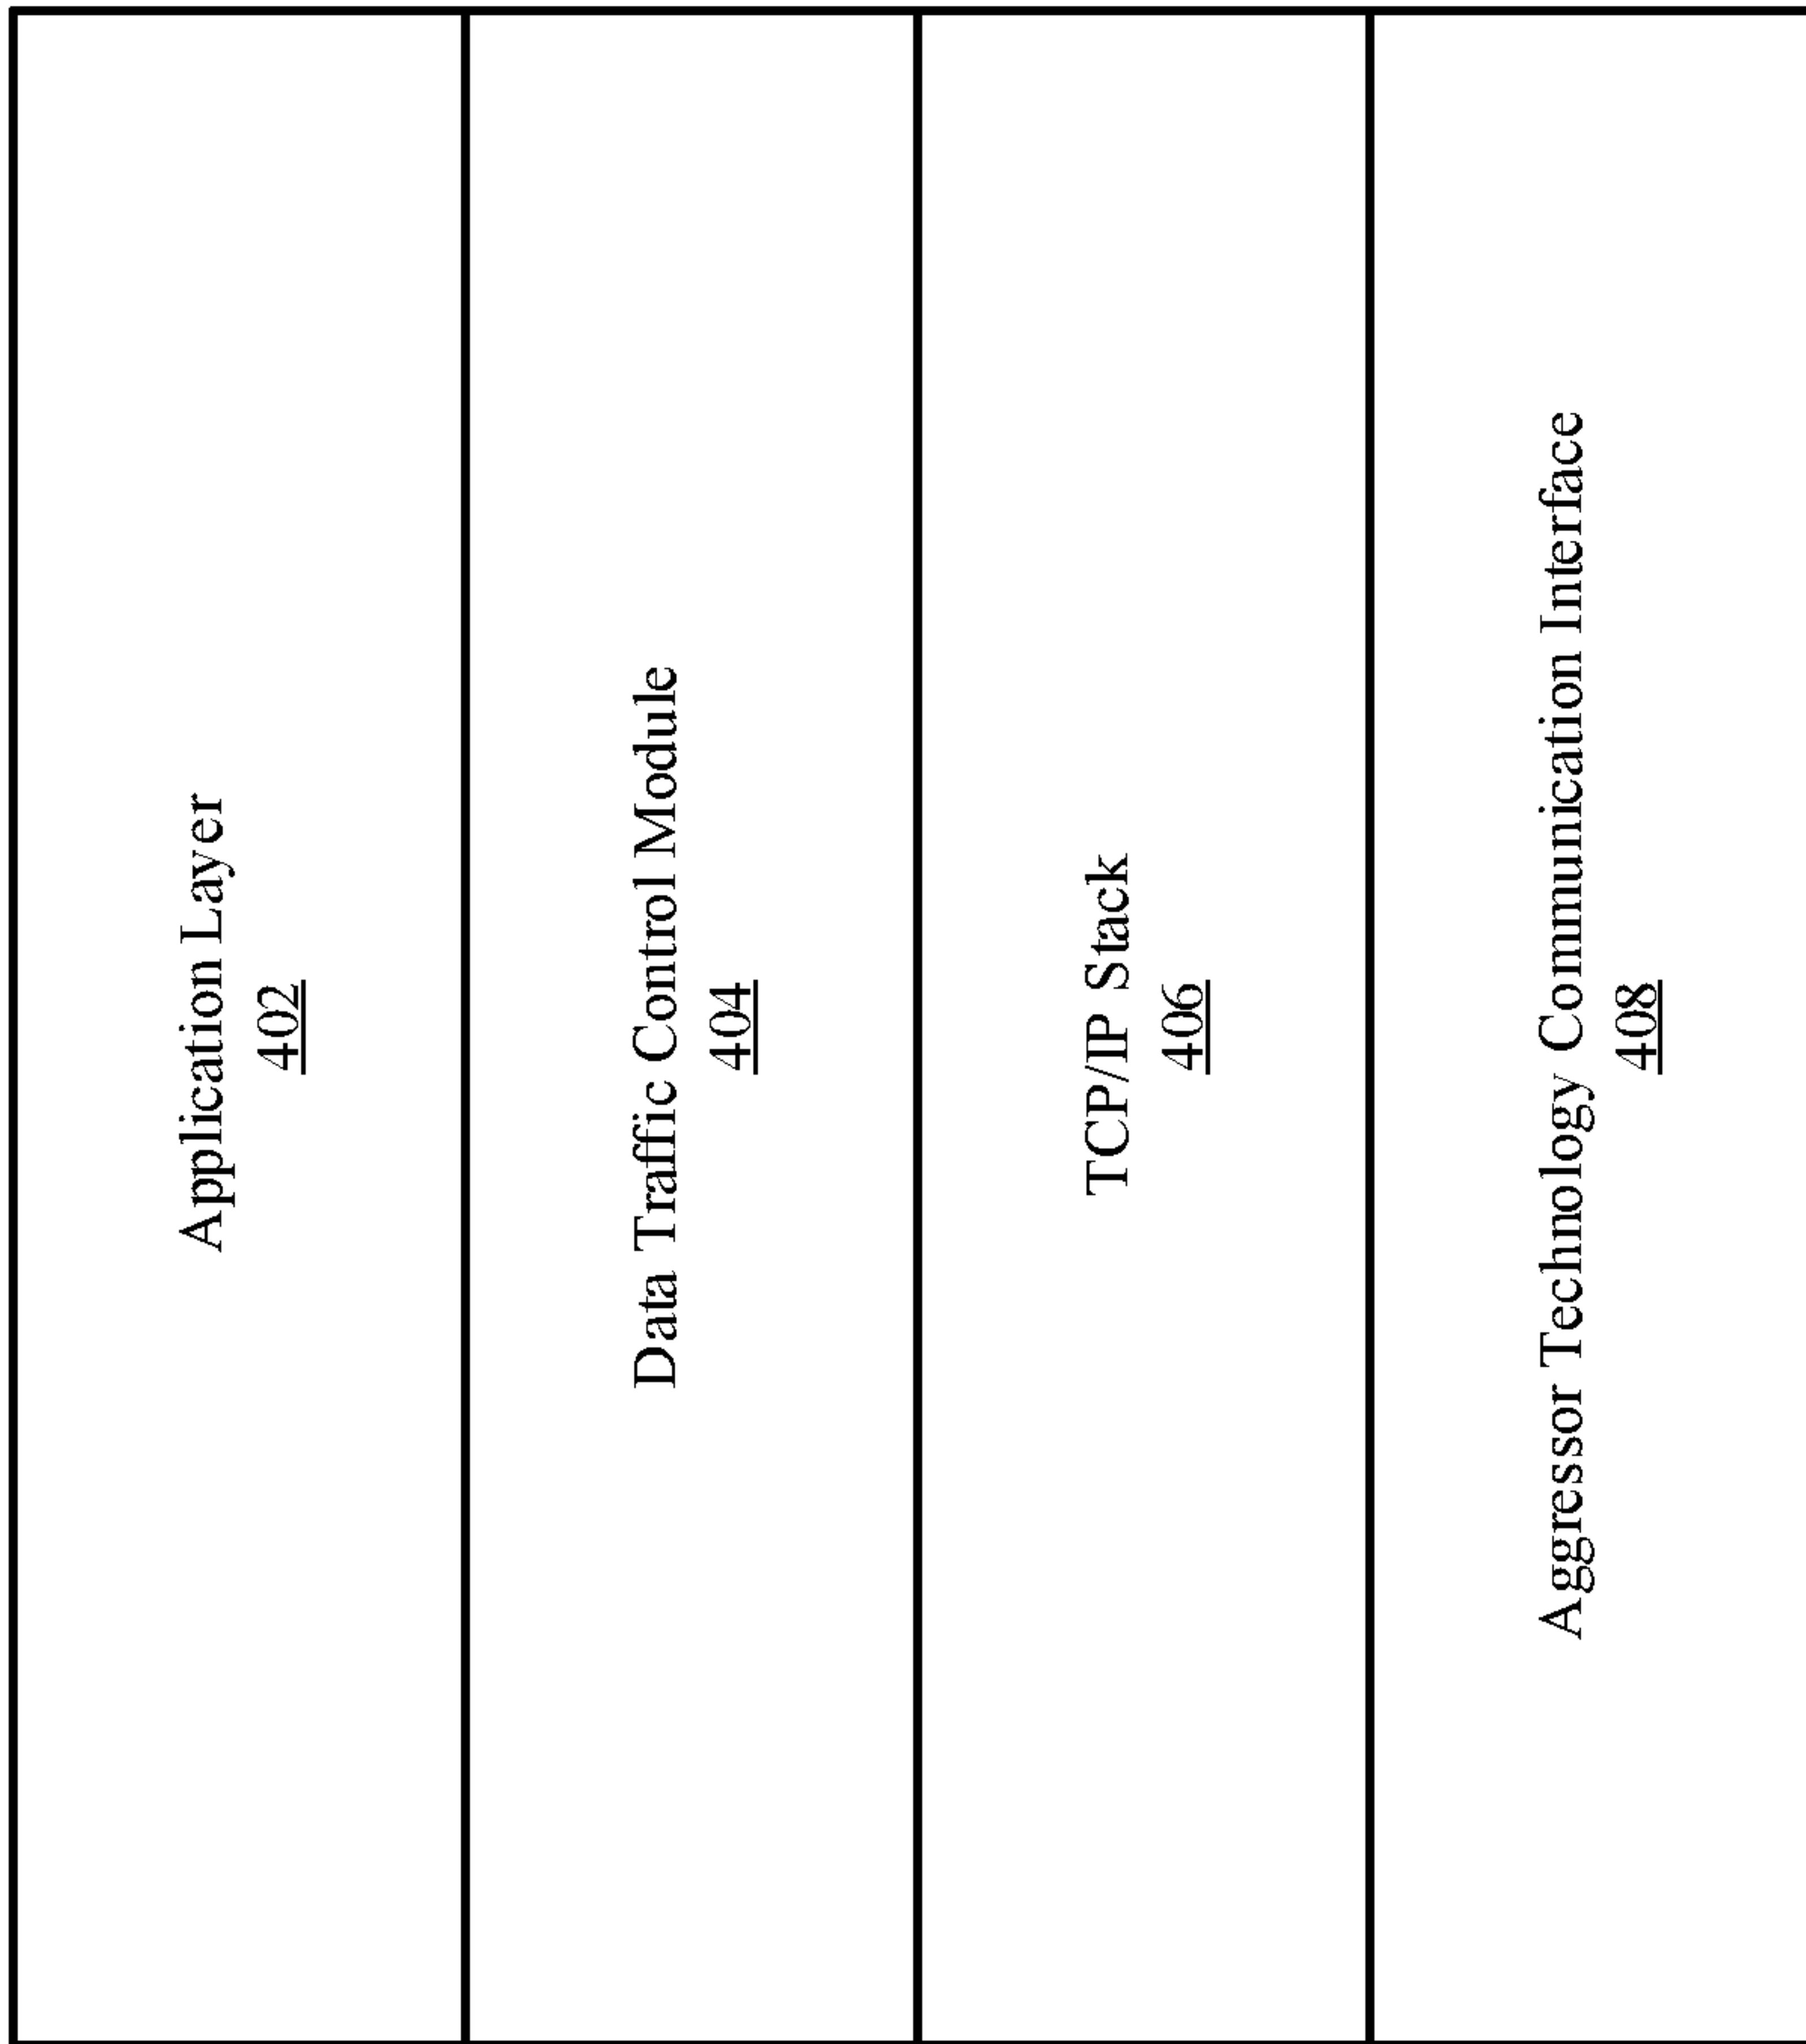 Application Layer
402
Data Traffic Control Module
404
TCP/IP Stack
406
Aggressor Technology Communication Interface
408